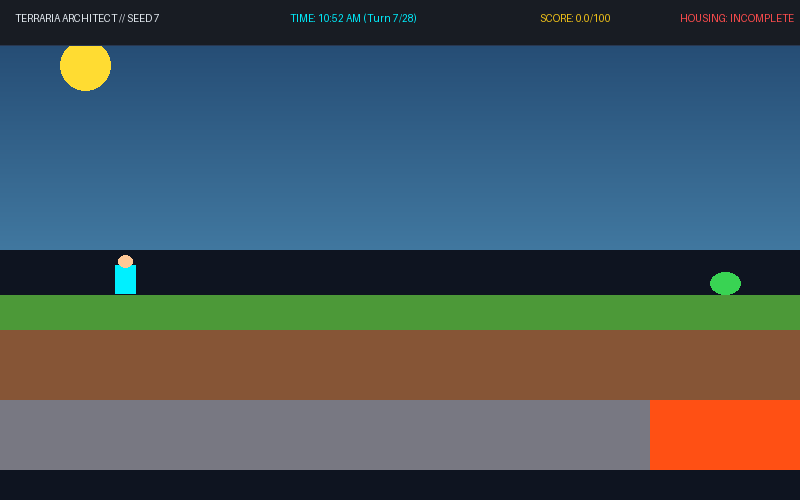 TERRARIA ARCHITECT // SEED 7
TIME: 10:52 AM (Turn 7/28)
SCORE: 0.0/100
HOUSING: INCOMPLETE